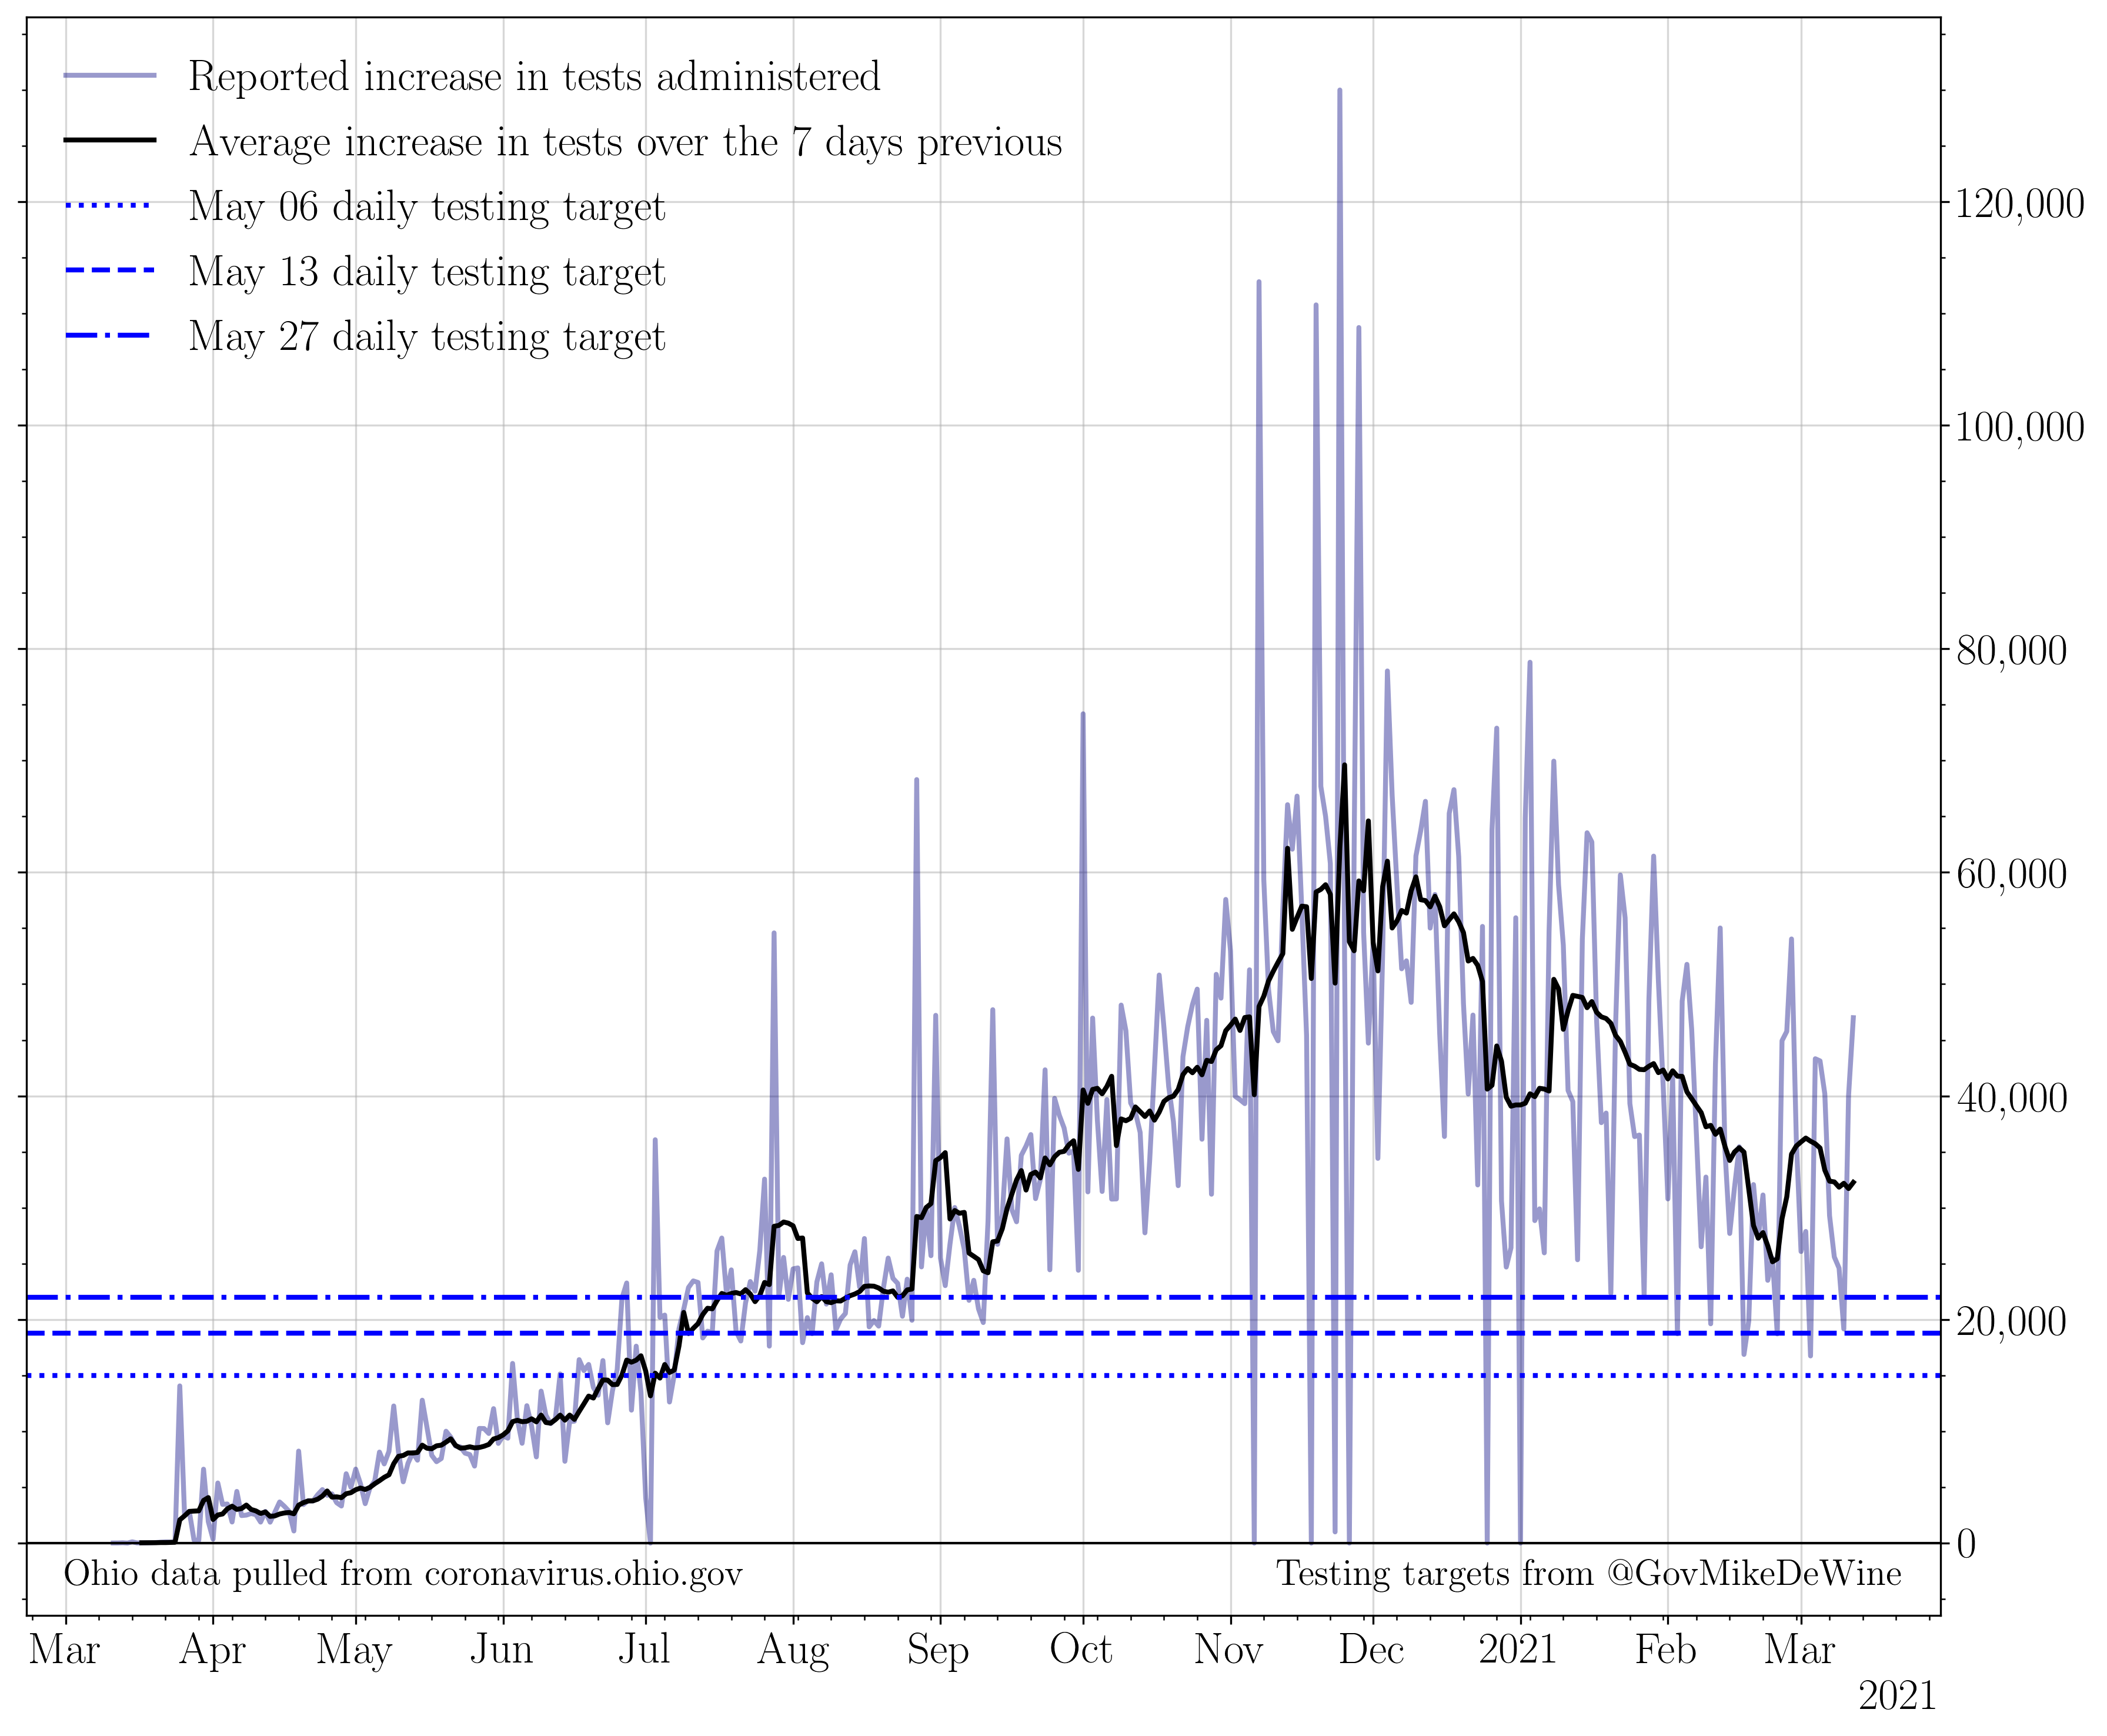 Reported increase in tests administered
Average increase in tests over the 7 days previous
May 06 daily testing target
May 13 daily testing target
May 27 daily testing target
120,000
100,000
80,000
60,000
40,000
20,000
0
Ohio data pulled from coronavirus.ohio.gov
Testing targets from @GovMikeDeWine
Mar Apr May Jun Jul Aug Sep Oct Nov Dec 2021 Feb Mar
2021